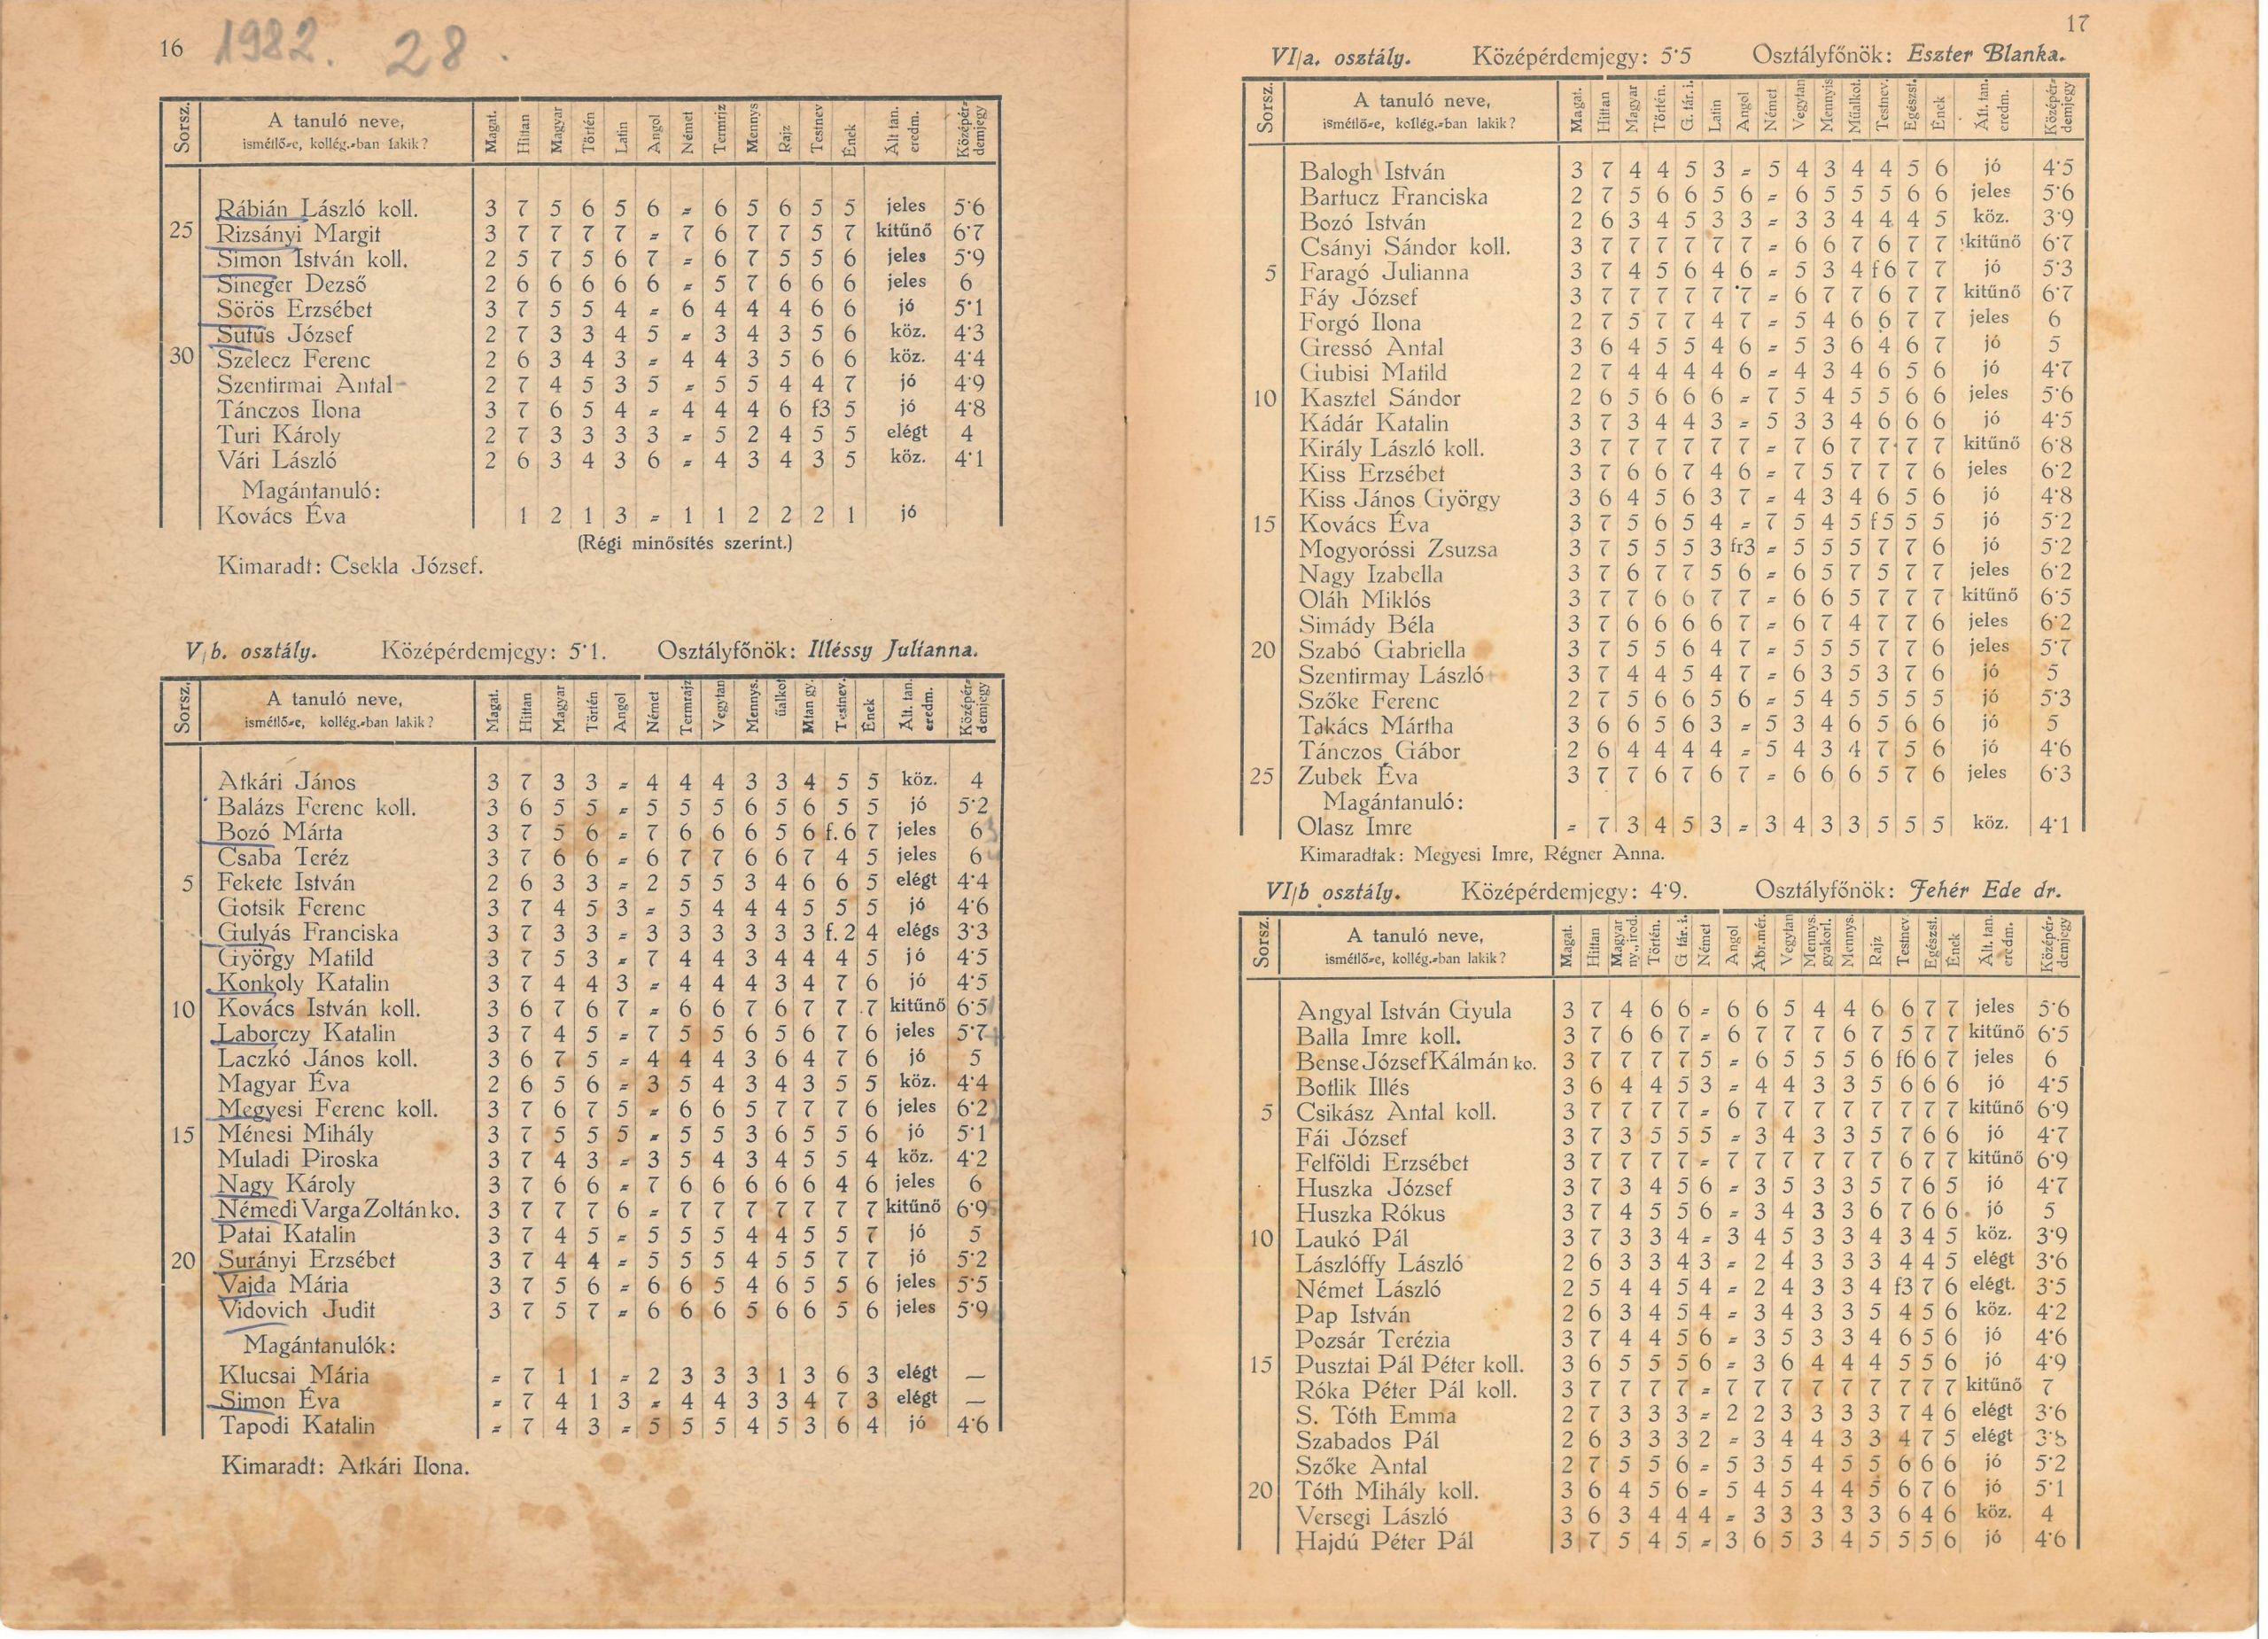 16 1982. 28.
Sorsz. A tanuló neve, ismétlő-e, kollég.-ban lakik? Magat. Hittan Magyar Történ Latin Angol Német Termriz Mennys Rajz Testnev Ének Ált tan. eredm. Középér-demjegy
Rábián László koll. 3 7 5 6 5 6 - 6 5 6 5 5 jeles 5·6
25 Rizsányi Margit 3 7 7 7 7 - 7 6 7 7 5 7 kitűnő 6·7
Simon István koll. 2 5 7 5 6 7 - 6 7 5 5 6 jeles 5·9
Sineger Dezső 2 6 6 6 6 6 - 5 7 6 6 6 jeles 6
Sörös Erzsébet 3 7 5 5 4 - 6 4 4 4 6 6 jó 5·1
Sutus József 2 7 3 3 4 5 - 3 4 3 5 6 köz. 4·3
30 Szelecz Ferenc 2 6 3 4 3 - 4 4 3 5 6 6 köz. 4·4
Szentirmai Antal 2 7 4 5 3 5 - 5 5 4 4 7 jó 4·9
Tánczos Ilona 3 7 6 5 4 - 4 4 4 6 f3 5 jó 4·8
Turi Károly 2 7 3 3 3 3 - 5 2 4 5 5 elégt 4
Vári László 2 6 3 4 3 6 - 4 3 4 3 5 köz. 4·1
Magántanuló:
Kovács Éva 1 2 1 3 - 1 1 2 2 2 1 jó
(Régi minősítés szerint.)
Kimaradt: Csekla József.
V/b. osztály. Középérdemjegy: 5·1. Osztályfőnök: Illéssy Julianna.
Sorsz. A tanuló neve, ismétlő-e, kollég.-ban lakik? Magat. Hittan Magyar Történ Angol Német Termrajz Vegytan Mennys. űalkot Mtan gy. Testnev. Ének Ált. tan. eredm. Középér-demjegy
Atkári János 3 7 3 3 - 4 4 4 3 3 4 5 5 köz. 4
Balázs Ferenc koll. 3 6 5 5 - 5 5 5 6 5 6 5 5 jó 5·2
Bozó Márta 3 7 5 6 - 7 6 6 6 5 6 f. 6 7 jeles 6
Csaba Teréz 3 7 6 6 - 6 7 7 6 6 7 4 5 jeles 6
5 Fekete István 2 6 3 3 - 2 5 5 3 4 6 6 5 elégt 4·4
Gotsik Ferenc 3 7 4 5 3 - 5 4 4 4 5 5 5 jó 4·6
Gulyás Franciska 3 7 3 3 - 3 3 3 3 3 3 f. 2 4 elégs 3·3
György Matild 3 7 5 3 - 7 4 4 3 4 4 4 5 jó 4·5
Konkoly Katalin 3 7 4 4 3 - 4 4 4 3 4 7 6 jó 4·5
10 Kovács István koll. 3 6 7 6 7 - 6 6 7 6 7 7 7 kitűnő 6·5
Laborczy Katalin 3 7 4 5 - 7 5 5 6 5 6 7 6 jeles 5·7
Laczkó János koll. 3 6 7 5 - 4 4 4 3 6 4 7 6 jó 5
Magyar Éva 2 6 5 6 - 3 5 4 3 4 3 5 5 köz. 4·4
Megyesi Ferenc koll. 3 7 6 7 5 - 6 6 5 7 7 7 6 jeles 6·2
15 Ménesi Mihály 3 7 5 5 5 - 5 5 3 6 5 5 6 jó 5·1
Muladi Piroska 3 7 4 3 - 3 5 4 3 4 5 5 4 köz. 4·2
Nagy Károly 3 7 6 6 - 7 6 6 6 6 6 4 6 jeles 6
Némedi Varga Zoltán ko. 3 7 7 7 6 - 7 7 7 7 7 7 7 kitűnő 6·9
Patai Katalin 3 7 4 5 - 5 5 5 4 4 5 5 7 jó 5
20 Surányi Erzsébet 3 7 4 4 - 5 5 5 4 5 5 7 7 jó 5·2
Vajda Mária 3 7 5 6 - 6 6 5 4 6 5 5 6 jeles 5·5
Vidovich Judit 3 7 5 7 - 6 6 6 5 6 6 5 6 jeles 5·9
Magántanulók:
Klucsai Mária - 7 1 1 - 2 3 3 3 1 3 6 3 elégt —
Simon Éva - 7 4 1 3 - 4 4 3 3 4 7 3 elégt —
Tapodi Katalin - 7 4 3 - 5 5 5 4 5 3 6 4 jó 4·6
Kimaradt: Atkári Ilona.
17
VI/a. osztály. Középérdemjegy: 5·5 Osztályfőnök: Eszter Blanka.
Sorsz. A tanuló neve, ismétlő-e, kollég.-ban lakik? Magat. Hittan Magyar Történ. G. tár. i. Latin Angol Német Vegytan Mennyis Műalkot. Testnev. Egészst. Ének Ált. tan. eredm. Középér-demjegy
Balogh István 3 7 4 4 5 3 - 5 4 3 4 4 5 6 jó 4·5
Bartucz Franciska 2 7 5 6 6 5 6 - 6 5 5 5 6 6 jeles 5·6
Bozó István 2 6 3 4 5 3 3 - 3 3 4 4 4 5 köz. 3·9
Csányi Sándor koll. 3 7 7 7 7 7 7 - 6 6 7 6 7 7 kitűnő 6·7
5 Faragó Julianna 3 7 4 5 6 4 6 - 5 3 4 f6 7 7 jó 5·3
Fáy József 3 7 7 7 7 7 7 - 6 7 7 6 7 7 kitűnő 6·7
Forgó Ilona 2 7 5 7 7 4 7 - 5 4 6 6 7 7 jeles 6
Gressó Antal 3 6 4 5 5 4 6 - 5 3 6 4 6 7 jó 5
Gubisi Matild 2 7 4 4 4 4 6 - 4 3 4 6 5 6 jó 4·7
10 Kasztel Sándor 2 6 5 6 6 6 - 7 5 4 5 5 6 6 jeles 5·6
Kádár Katalin 3 7 3 4 4 3 - 5 3 3 4 6 6 6 jó 4·5
Király László koll. 3 7 7 7 7 7 7 - 7 6 7 7 7 7 kitűnő 6·8
Kiss Erzsébet 3 7 6 6 7 4 6 - 7 5 7 7 7 6 jeles 6·2
Kiss János György 3 6 4 5 6 3 7 - 4 3 4 6 5 6 jó 4·8
15 Kovács Éva 3 7 5 6 5 4 - 7 5 4 5 f5 5 5 jó 5·2
Mogyoróssi Zsuzsa 3 7 5 5 5 3 fr3 - 5 5 5 7 7 6 jó 5·2
Nagy Izabella 3 7 6 7 7 5 6 - 6 5 7 5 7 7 jeles 6·2
Oláh Miklós 3 7 7 6 6 7 7 - 6 6 5 7 7 7 kitűnő 6·5
Simády Béla 3 7 6 6 6 6 7 - 6 7 4 7 7 6 jeles 6·2
20 Szabó Gabriella 3 7 5 5 6 4 7 - 5 5 5 7 7 6 jeles 5·7
Szentirmay László 3 7 4 4 5 4 7 - 6 3 5 3 7 6 jó 5
Szőke Ferenc 2 7 5 6 6 5 6 - 5 4 5 5 5 5 jó 5·3
Takács Mártha 3 6 6 5 6 3 - 5 3 4 6 5 6 6 jó 5
Tánczos Gábor 2 6 4 4 4 4 - 5 4 3 4 7 5 6 jó 4·6
25 Zubek Éva 3 7 7 6 7 6 7 - 6 6 6 5 7 6 jeles 6·3
Magántanuló:
Olasz Imre - 7 3 4 5 3 - 3 4 3 3 5 5 5 köz. 4·1
Kimaradtak: Megyesi Imre, Régner Anna.
VI/b osztály. Középérdemjegy: 4·9. Osztályfőnök: Fehér Ede dr.
Sorsz. A tanuló neve, ismétlő-e, kollég.-ban lakik? Magat. Hittan Magyar ny., irod. Történ. G tár. i. Német Angol Ábr.mér. Vegytan Mennys. gyakorl. Mennys. Rajz Testnev Egészst. Ének Ált. tan. eredm. Középér-demjegy
Angyal István Gyula 3 7 4 6 6 - 6 6 5 4 4 6 6 7 7 jeles 5·6
Balla Imre koll. 3 7 6 6 7 - 6 7 7 7 6 7 5 7 7 kitűnő 6·5
Bense József Kálmán ko. 3 7 7 7 7 5 - 6 5 5 5 6 f6 6 7 jeles 6
Botlik Illés 3 6 4 4 5 3 - 4 4 3 3 5 6 6 6 jó 4·5
5 Csikász Antal koll. 3 7 7 7 7 - 6 7 7 7 7 7 7 7 7 kitűnő 6·9
Fái József 3 7 3 5 5 5 - 3 4 3 3 5 7 6 6 jó 4·7
Felföldi Erzsébet 3 7 7 7 7 - 7 7 7 7 7 7 6 7 7 kitűnő 6·9
Huszka József 3 7 3 4 5 6 - 3 5 3 3 5 7 6 5 jó 4·7
Huszka Rókus 3 7 4 5 5 6 - 3 4 3 3 6 7 6 6 jó 5
10 Laukó Pál 3 7 3 3 4 - 3 4 5 3 3 4 3 4 5 köz. 3·9
Lászlóffy László 2 6 3 3 4 3 - 2 4 3 3 3 4 4 5 elégt 3·6
Német László 2 5 4 4 5 4 - 2 4 3 3 4 f3 7 6 elégt. 3·5
Pap István 2 6 3 4 5 4 - 3 4 3 3 5 4 5 6 köz. 4·2
Pozsár Terézia 3 7 4 4 5 6 - 3 5 3 3 4 6 5 6 jó 4·6
15 Pusztai Pál Péter koll. 3 6 5 5 5 6 - 3 6 4 4 4 5 5 6 jó 4·9
Róka Péter Pál koll. 3 7 7 7 7 - 7 7 7 7 7 7 7 7 7 kitűnő 7
S. Tóth Emma 2 7 3 3 3 - 2 2 3 3 3 3 7 4 6 elégt 3·6
Szabados Pál 2 6 3 3 3 2 - 3 4 4 3 3 4 7 5 elégt 3·8
Szőke Antal 2 7 5 5 6 - 5 3 5 4 5 5 6 6 6 jó 5·2
20 Tóth Mihály koll. 3 6 4 5 6 - 5 4 5 4 4 5 6 7 6 jó 5·1
Versegi László 3 6 3 4 4 4 - 3 3 3 3 3 6 4 6 köz. 4
Hajdú Péter Pál 3 7 5 4 5 - 3 6 5 3 4 5 5 5 6 jó 4·6